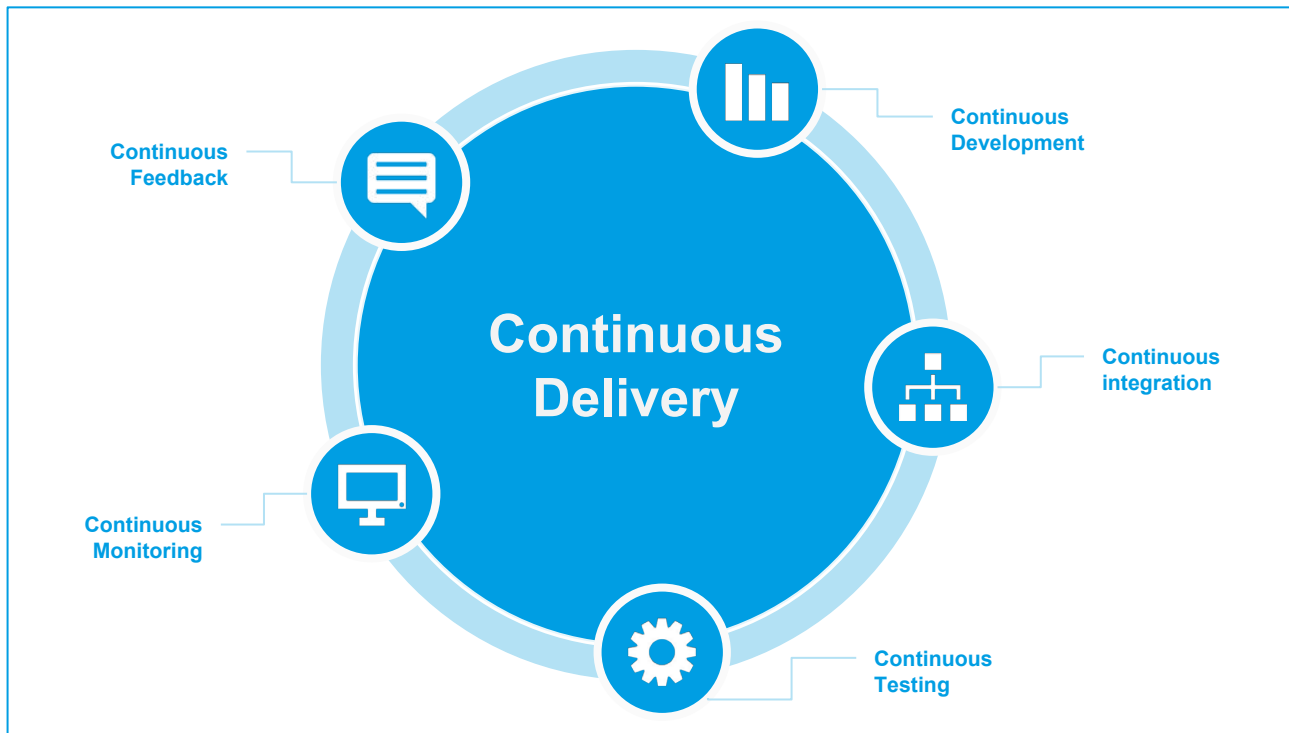 Continuous
Development
Continuous
Feedback
Continuous
Delivery
Continuous
integration
Continuous
Monitoring
Continuous
Testing